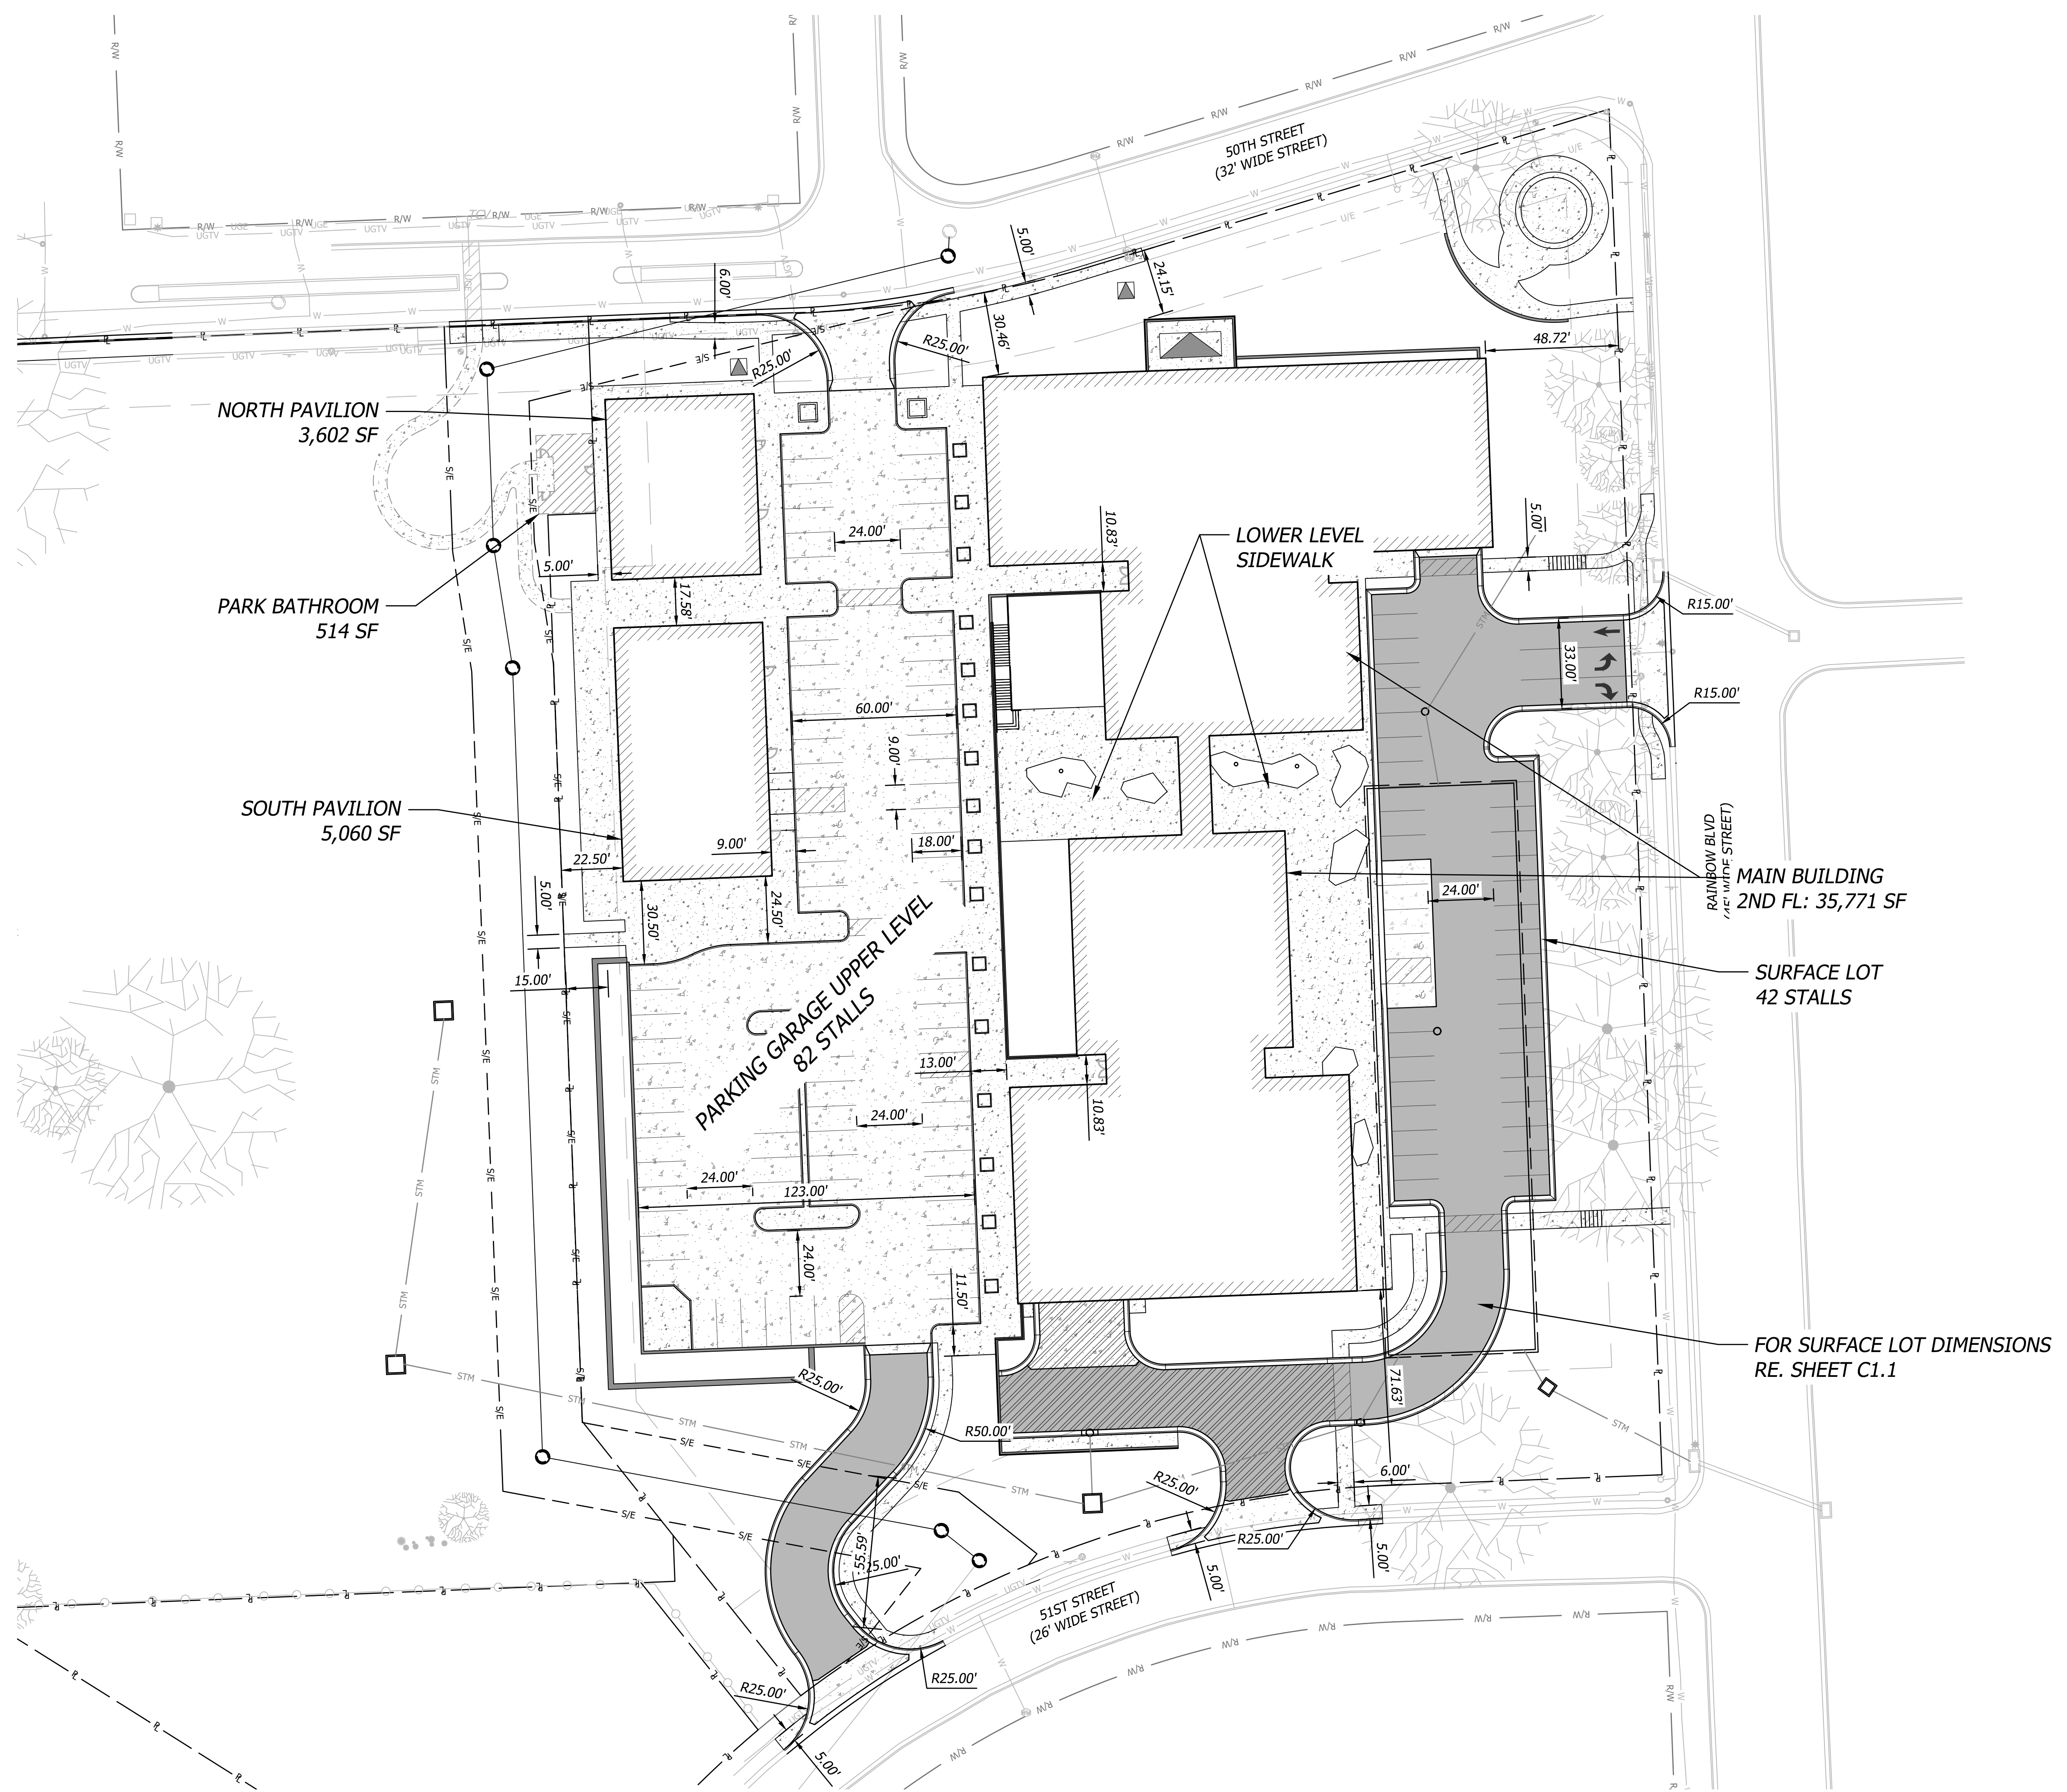 50TH STREET
(32' WIDE STREET)
5.00'
6.00'
24.15'
30.46'
R25.00'
R25.00'
48.72'
NORTH PAVILION
3,602 SF
24.00'
10.83'
LOWER LEVEL
SIDEWALK
5.00'
5.00'
17.58'
PARK BATHROOM
514 SF
R15.00'
33.00'
R15.00'
60.00'
9.00'
SOUTH PAVILION
5,060 SF
9.00'
18.00'
22.50'
5.00'
30.50'
24.50'
24.00'
RAINBOW BLVD
MAIN BUILDING
2ND FL: 35,771 SF
PARKING GARAGE UPPER LEVEL
82 STALLS
SURFACE LOT
42 STALLS
15.00'
13.00'
10.83'
24.00'
24.00'
123.00'
24.00'
11.50'
FOR SURFACE LOT DIMENSIONS
RE. SHEET C1.1
71.63'
R25.00'
R50.00'
6.00'
R25.00'
R25.00'
5.00'
5.00'
55.59'
25.00'
51ST STREET
(26' WIDE STREET)
R25.00'
R25.00'
5.00'
R/W
UGTV
UGE
TCV
W
U/E
S/E
STM
PL